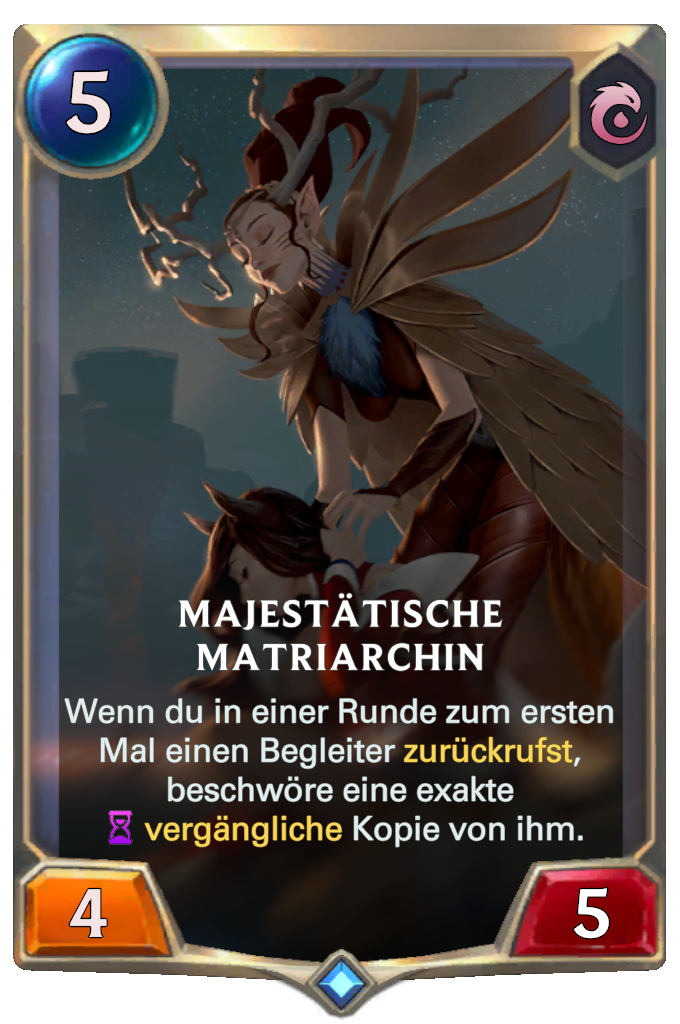 5
MAJESTÄTISCHE
MATRIARCHIN
Wenn du in einer Runde zum ersten
Mal einen Begleiter zurückrufst,
beschwöre eine exakte
vergängliche Kopie von ihm.
4
5